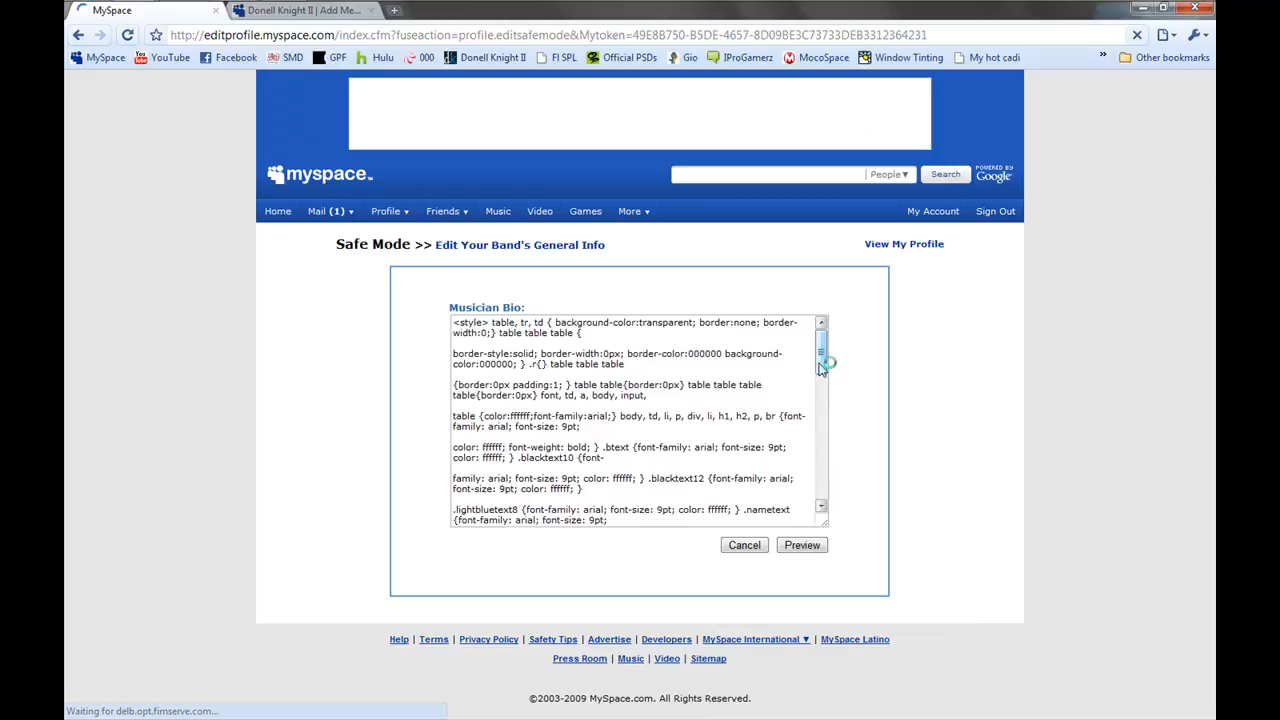 MySpace
Donell Knight II | Add Me...
http://editprofile.myspace.com/index.cfm?fuseaction=profile.editsafemode&Mytoken=49E8B750-B5DE-4657-8D09BE3C73733DEB3312364231
MySpace YouTube Facebook SMD GPF Hulu 000 Donell Knight II FI SPL Official PSDs Gio IProGamerz MocoSpace Window Tinting My hot cadi » Other bookmarks
myspace
People▼ Search POWERED BY Google
Home Mail (1) ▾ Profile ▾ Friends ▾ Music Video Games More ▾ My Account Sign Out
Safe Mode >> Edit Your Band's General Info View My Profile
Musician Bio:
<style> table, tr, td { background-color:transparent; border:none; border-
width:0;} table table table {
border-style:solid; border-width:0px; border-color:000000 background-
color:000000; } .r{} table table table
{border:0px padding:1; } table table{border:0px} table table table
table{border:0px} font, td, a, body, input,
table {color:ffffff;font-family:arial;} body, td, li, p, div, li, h1, h2, p, br {font-
family: arial; font-size: 9pt;
color: ffffff; font-weight: bold; } .btext {font-family: arial; font-size: 9pt;
color: ffffff; } .blacktext10 {font-
family: arial; font-size: 9pt; color: ffffff; } .blacktext12 {font-family: arial;
font-size: 9pt; color: ffffff; }
.lightbluetext8 {font-family: arial; font-size: 9pt; color: ffffff; } .nametext
{font-family: arial; font-size: 9pt;
Cancel Preview
Help | Terms | Privacy Policy | Safety Tips | Advertise | Developers | MySpace International ▼ | MySpace Latino
Press Room | Music | Video | Sitemap
©2003-2009 MySpace.com. All Rights Reserved.
Waiting for delb.opt.fimserve.com...